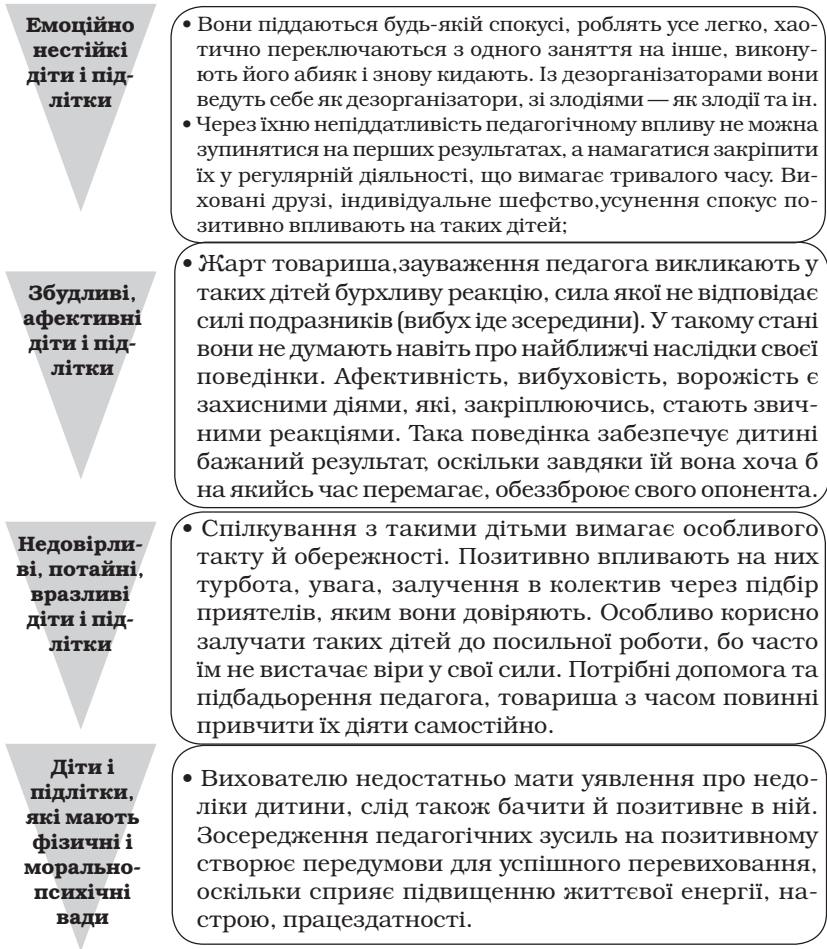 Емоційно
нестійкі
діти і під-
літки
• Вони піддаються будь-якій спокусі, роблять усе легко, хао-
тично переключаються з одного заняття на інше, викону-
ють його абияк і знову кидають. Із дезорганізаторами вони
ведуть себе як дезорганізатори, зі злодіями — як злодії та ін.
• Через їхню непіддатливість педагогічному впливу не можна
зупинятися на перших результатах, а намагатися закріпити
їх у регулярній діяльності, що вимагає тривалого часу. Ви-
ховані друзі, індивідуальне шефство,усунення спокус по-
зитивно впливають на таких дітей;
Збудливі,
афективні
діти і під-
літки
• Жарт товариша,зауваження педагога викликають у
таких дітей бурхливу реакцію, сила якої не відповідає
силі подразників (вибух іде зсередини). У такому стані
вони не думають навіть про найближчі наслідки своєї
поведінки. Афективність, вибуховість, ворожість є
захисними діями, які, закріплюючись, стають звич-
ними реакціями. Така поведінка забезпечує дитині
бажаний результат, оскільки завдяки їй вона хоча б
на якийсь час перемагає, обеззброює свого опонента.
Недовірли-
ві, потайні,
вразливі
діти і під-
літки
• Спілкування з такими дітьми вимагає особливого
такту й обережності. Позитивно впливають на них
турбота, увага, залучення в колектив через підбір
приятелів, яким вони довіряють. Особливо корисно
залучати таких дітей до посильної роботи, бо часто
їм не вистачає віри у свої сили. Потрібні допомога та
підбадьорення педагога, товариша з часом повинні
привчити їх діяти самостійно.
Діти і
підлітки,
які мають
фізичні і
морально-
психічні
вади
• Вихователю недостатньо мати уявлення про недо-
ліки дитини, слід також бачити й позитивне в ній.
Зосередження педагогічних зусиль на позитивному
створює передумови для успішного перевиховання,
оскільки сприяє підвищенню життєвої енергії, на-
строю, працездатності.